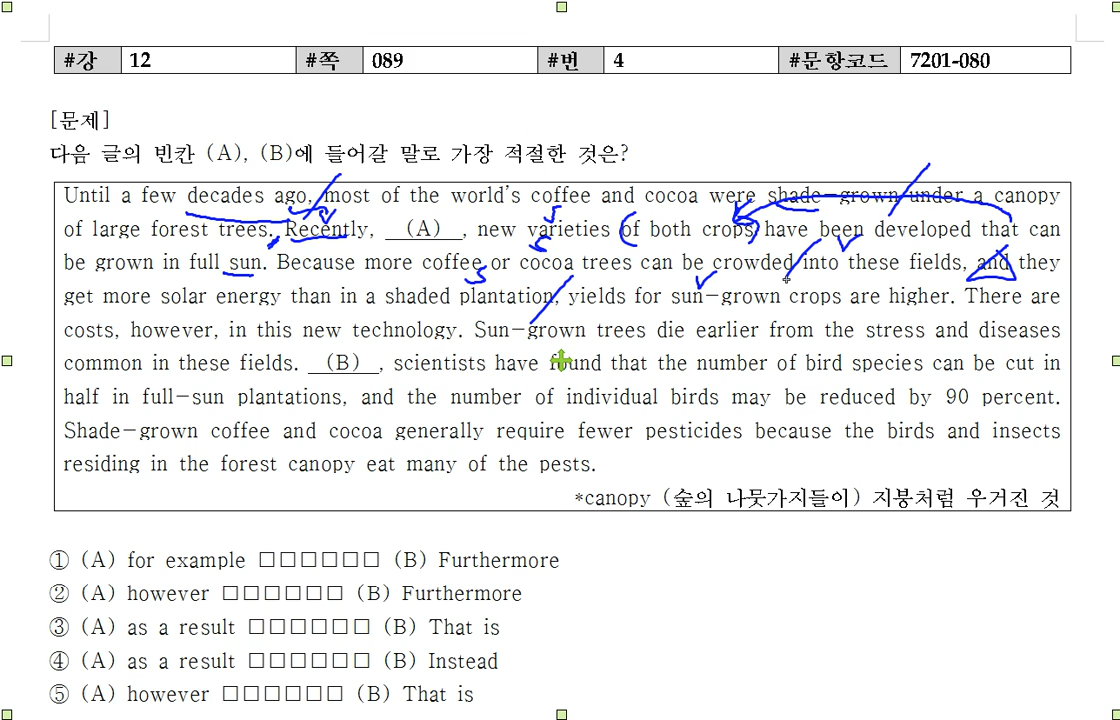 #강 12 #쪽 089 #번 4 #문항코드 7201-080
[문제]
다음 글의 빈칸 (A), (B)에 들어갈 말로 가장 적절한 것은?
Until a few decades ago, most of the world's coffee and cocoa were shade-grown under a canopy
of large forest trees. Recently, (A) , new varieties of both crops have been developed that can
be grown in full sun. Because more coffee or cocoa trees can be crowded into these fields, and they
get more solar energy than in a shaded plantation, yields for sun-grown crops are higher. There are
costs, however, in this new technology. Sun-grown trees die earlier from the stress and diseases
common in these fields. (B) , scientists have found that the number of bird species can be cut in
half in full-sun plantations, and the number of individual birds may be reduced by 90 percent.
Shade-grown coffee and cocoa generally require fewer pesticides because the birds and insects
residing in the forest canopy eat many of the pests.
*canopy (숲의 나뭇가지들이) 지붕처럼 우거진 것
① (A) for example □□□□□□ (B) Furthermore
② (A) however □□□□□□ (B) Furthermore
③ (A) as a result □□□□□□ (B) That is
④ (A) as a result □□□□□□ (B) Instead
⑤ (A) however □□□□□□ (B) That is